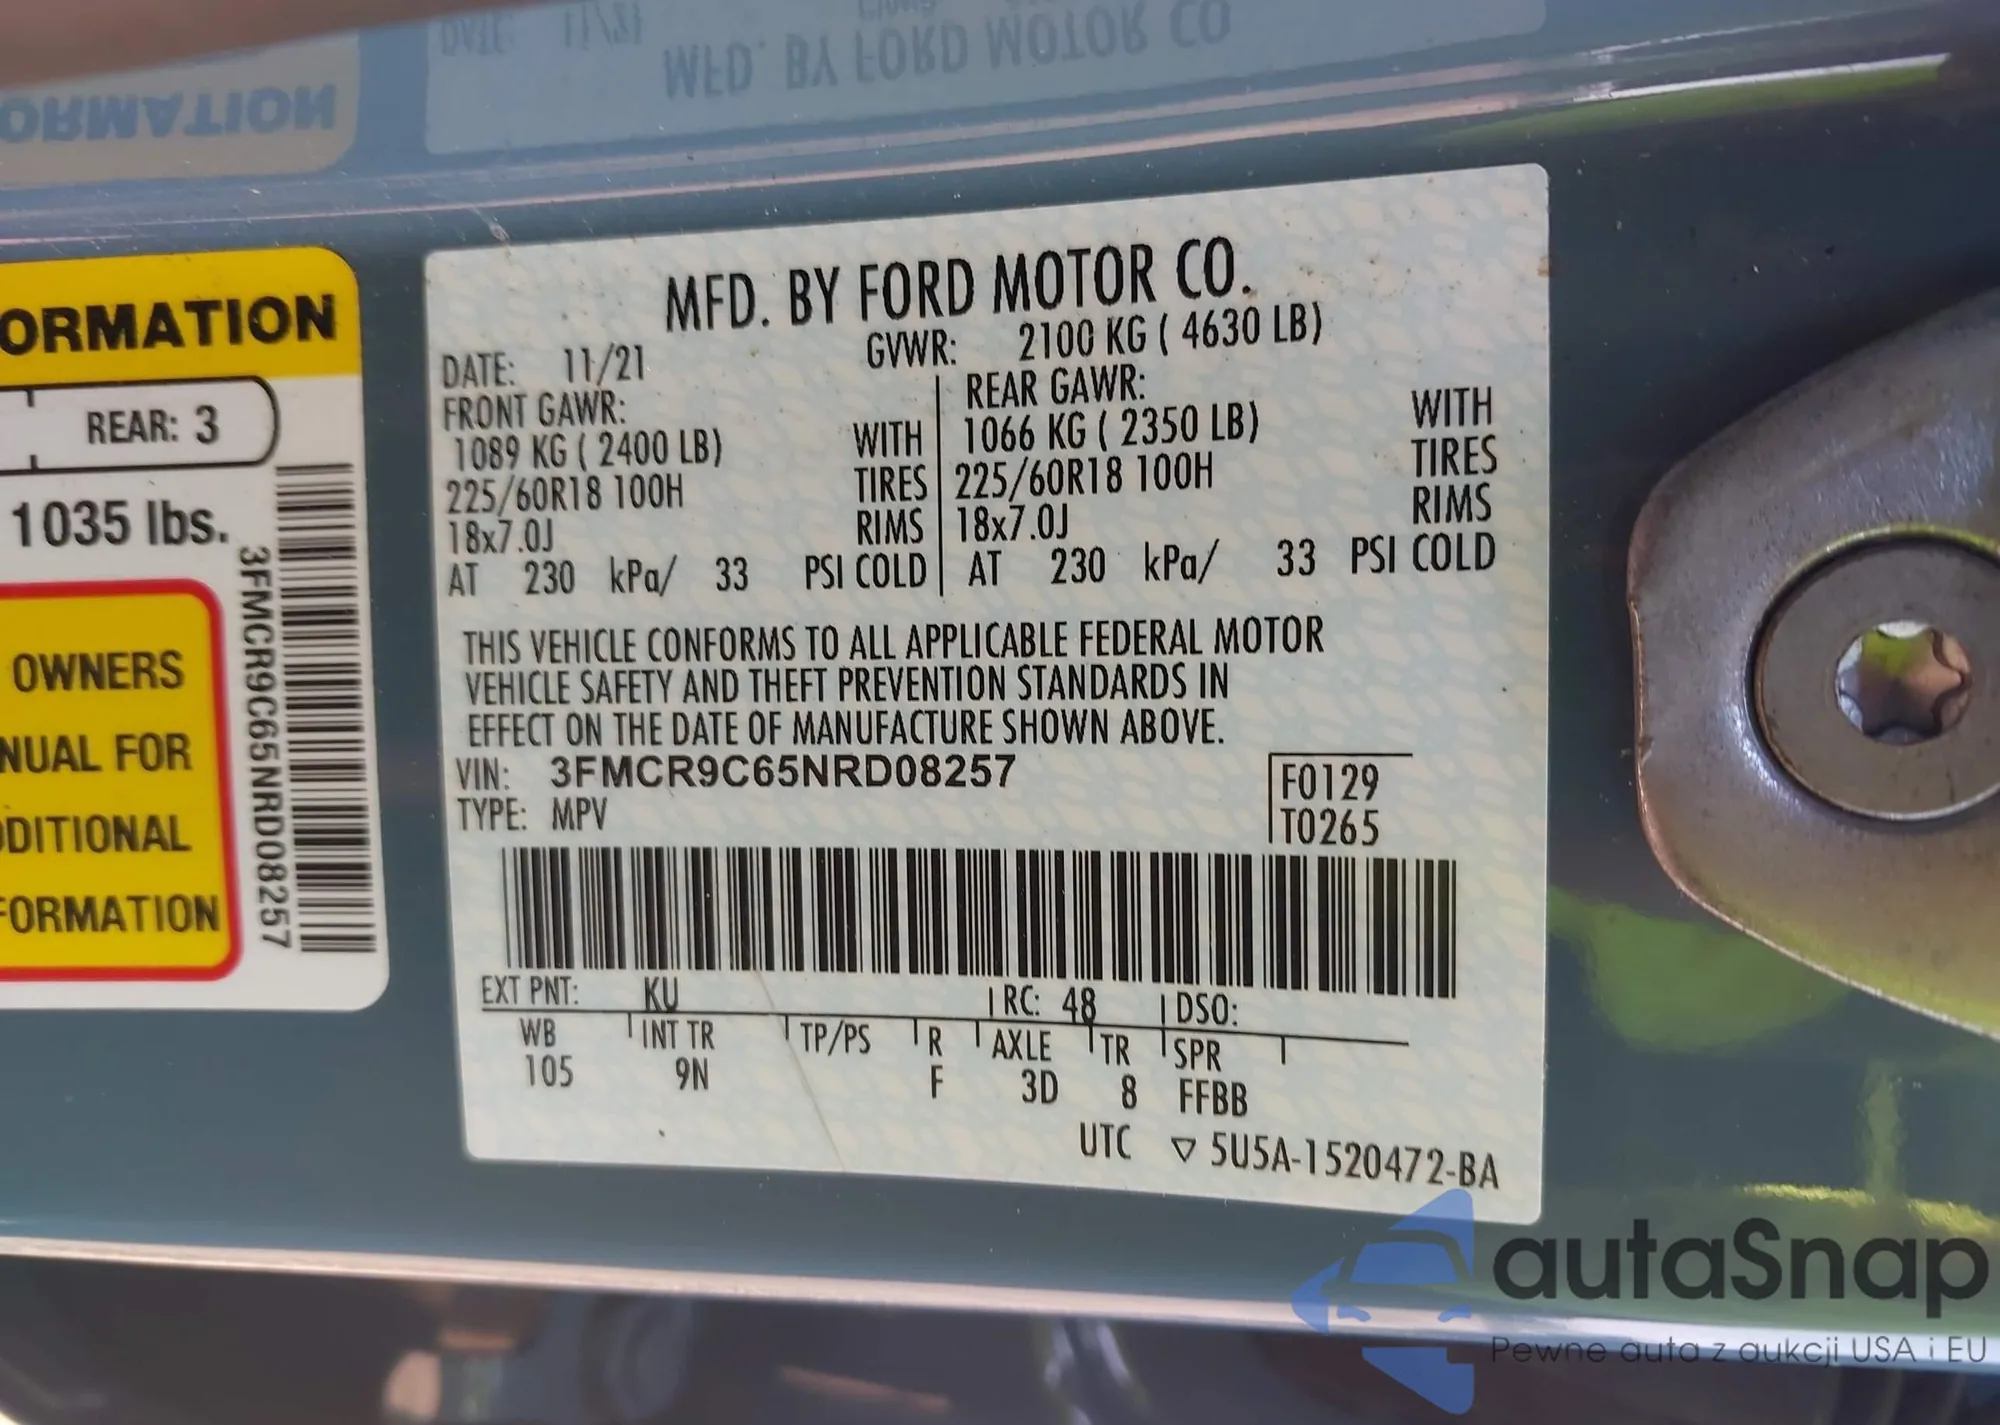 ORMATION
REAR: 3
1035 lbs.
OWNERS
NUAL FOR
DDITIONAL
FORMATION
3FMCR9C65NRD08257
MFD. BY FORD MOTOR CO.
DATE: 11/21 GVWR: 2100 KG ( 4630 LB)
FRONT GAWR: REAR GAWR:
1089 KG ( 2400 LB) WITH 1066 KG ( 2350 LB) WITH
225/60R18 100H TIRES 225/60R18 100H TIRES
18x7.0J RIMS 18x7.0J RIMS
AT 230 kPa/ 33 PSI COLD AT 230 kPa/ 33 PSI COLD
THIS VEHICLE CONFORMS TO ALL APPLICABLE FEDERAL MOTOR
VEHICLE SAFETY AND THEFT PREVENTION STANDARDS IN
EFFECT ON THE DATE OF MANUFACTURE SHOWN ABOVE.
VIN: 3FMCR9C65NRD08257 F0129
TYPE: MPV T0265
EXT PNT: KU RC: 48 DSO:
WB INT TR TP/PS R AXLE TR SPR
105 9N F 3D 8 FFBB
UTC ▽ 5U5A-1520472-BA
autaSnap
Pewne auta z aukcji USA i EU